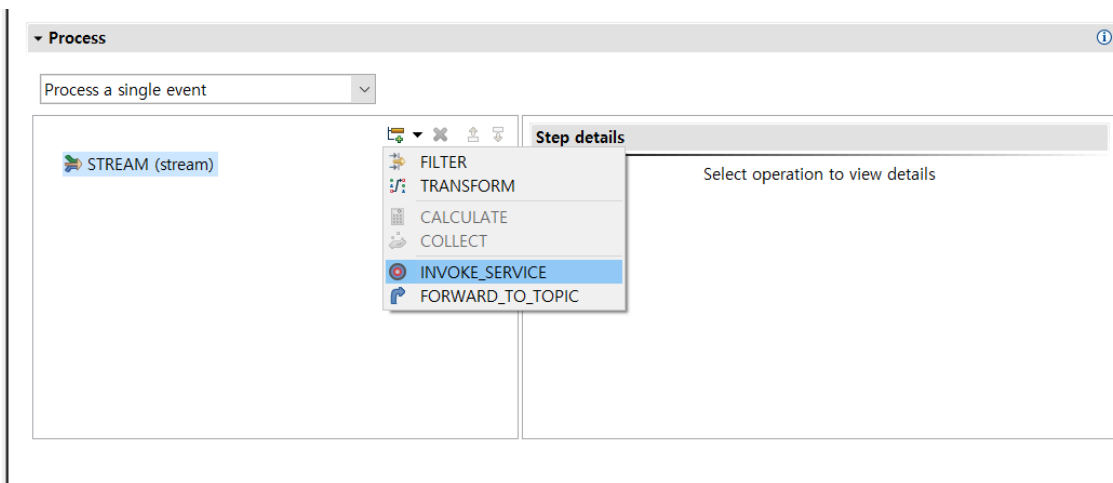 Process
Process a single event
STREAM (stream)
FILTER
TRANSFORM
CALCULATE
COLLECT
INVOKE_SERVICE
FORWARD_TO_TOPIC
Step details
Select operation to view details